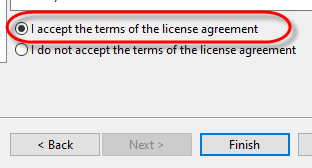 I accept the terms of the license agreement
I do not accept the terms of the license agreement
< Back
Next >
Finish